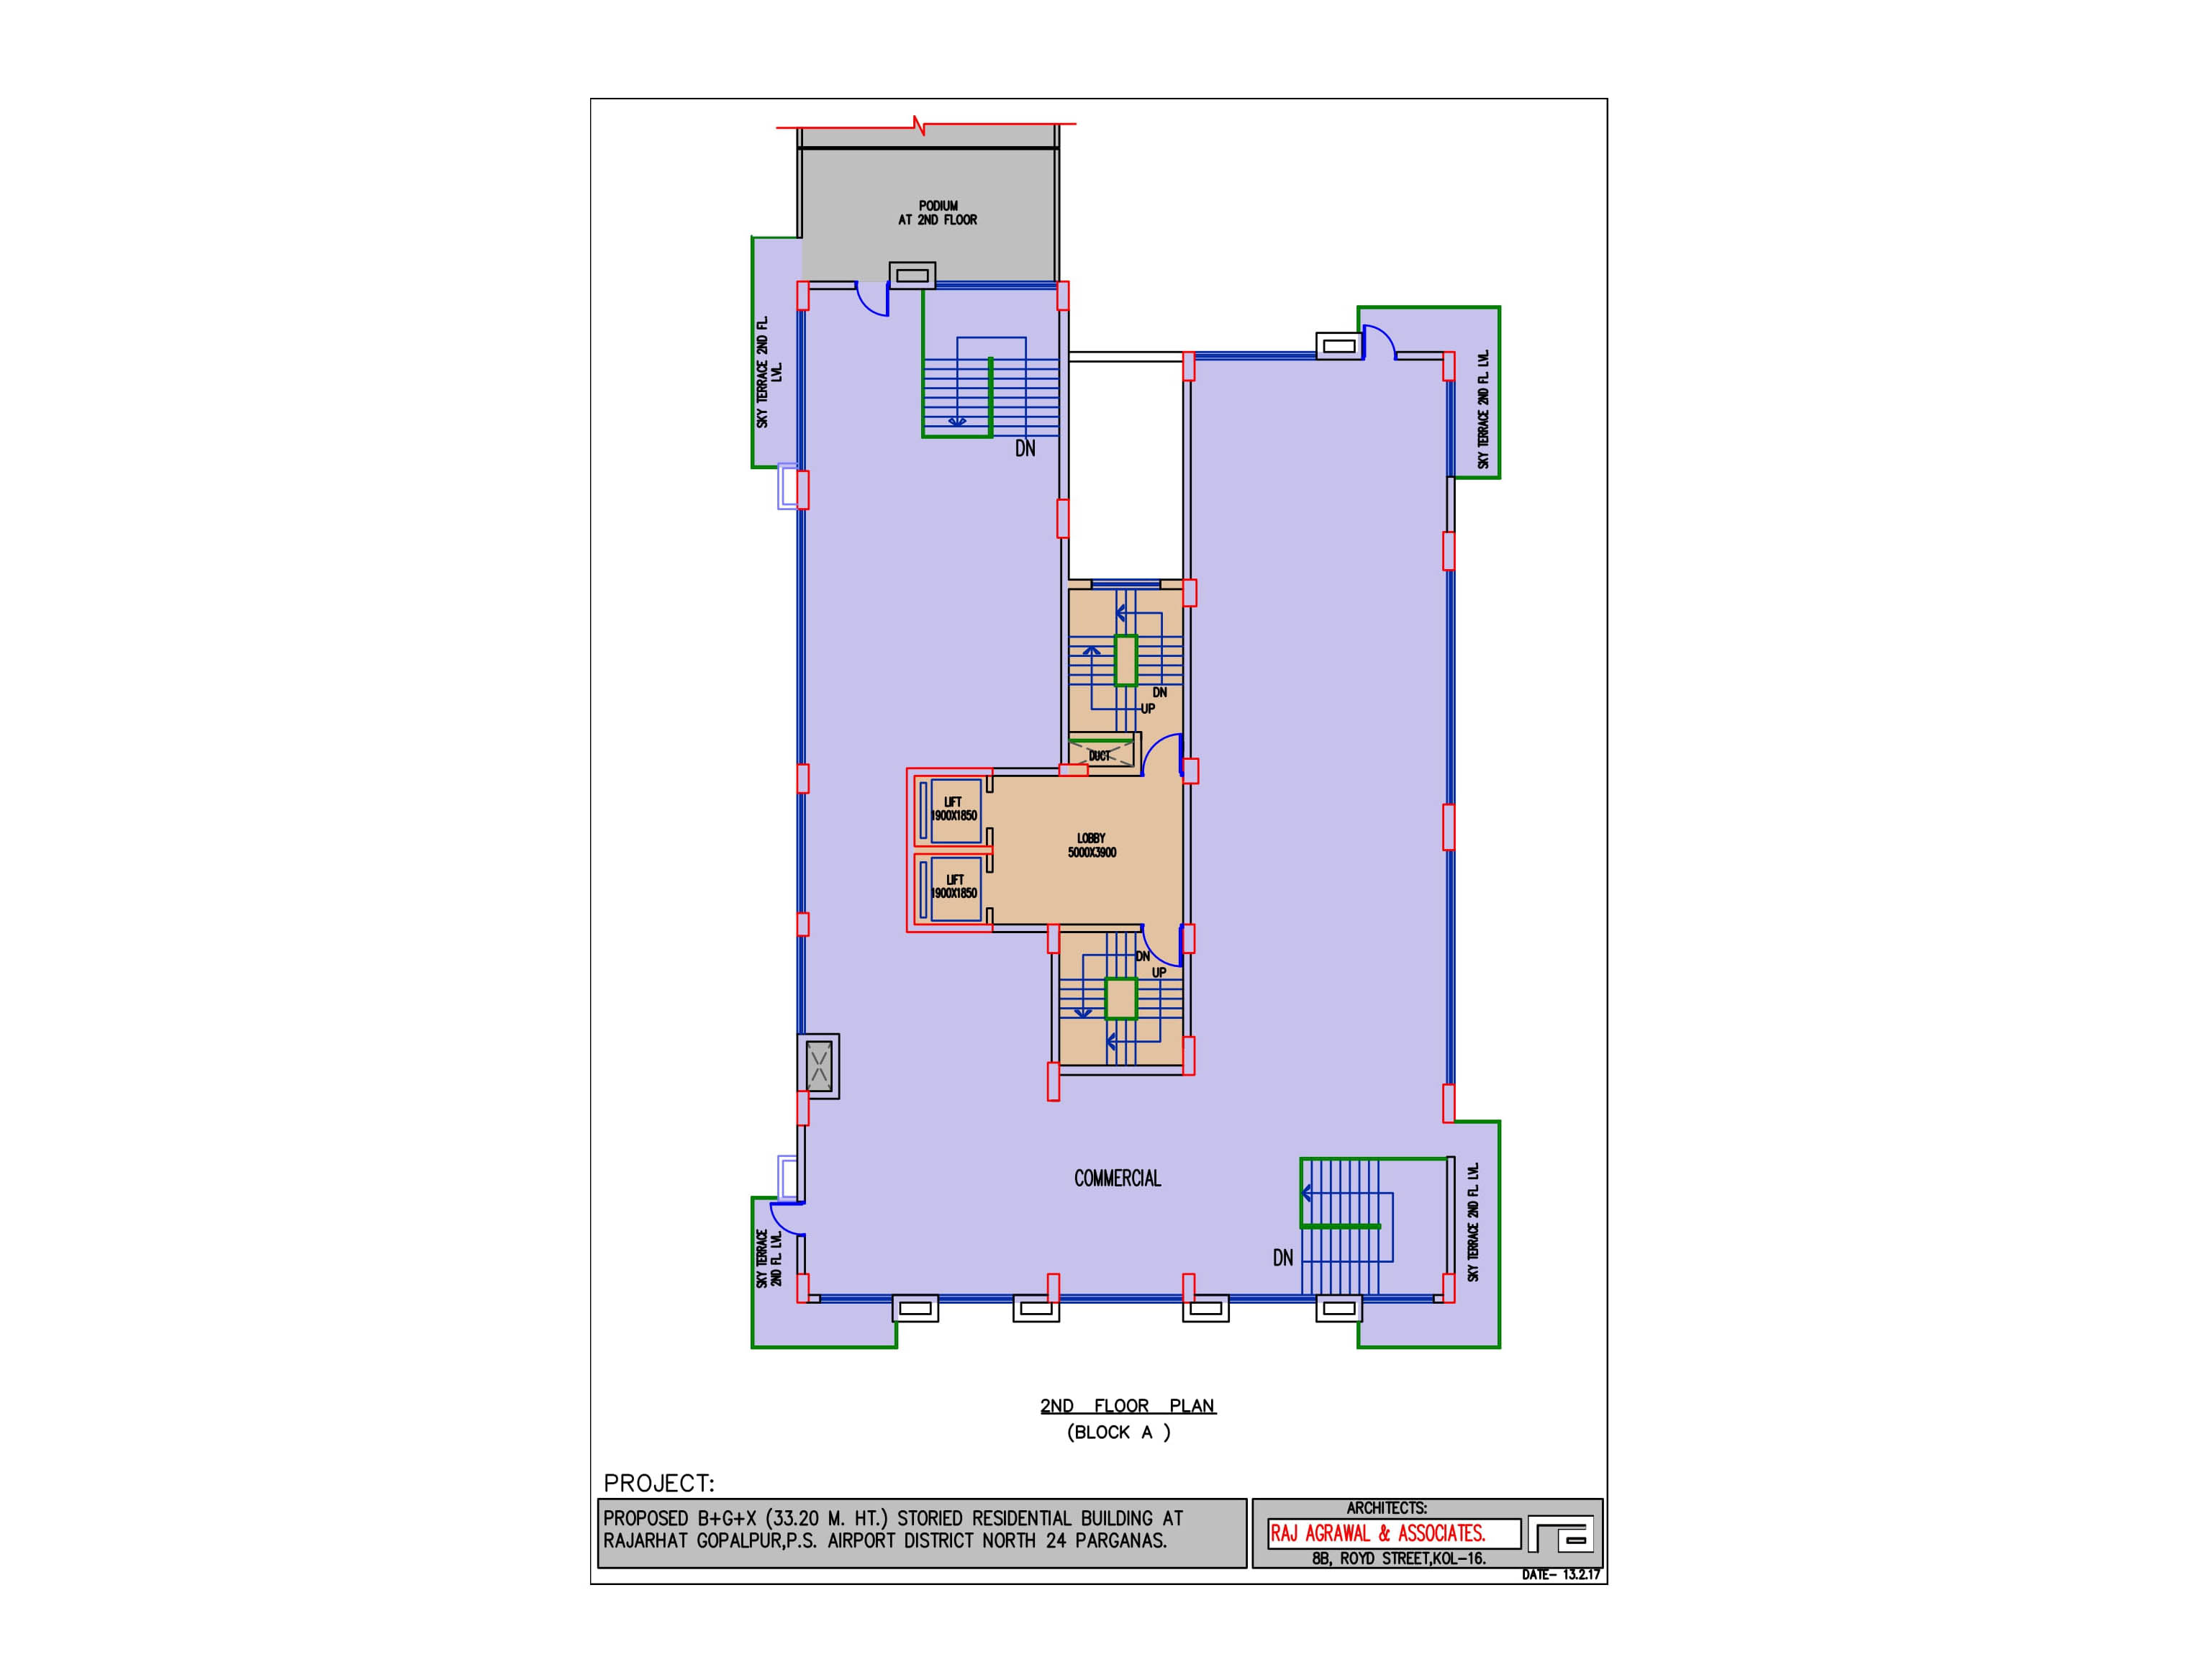 PODIUM
AT 2ND FLOOR
SKY TERRACE 2ND FL.
LVL.
SKY TERRACE 2ND FL. LVL.
DN
DN
UP
DUCT
LIFT
1900X1850
LOBBY
5000X3900
LIFT
1900X1850
DN
UP
COMMERCIAL
SKY TERRACE
2ND FL. LVL.
DN
SKY TERRACE 2ND FL. LVL.
2ND FLOOR PLAN
(BLOCK A )
PROJECT:
PROPOSED B+G+X (33.20 M. HT.) STORIED RESIDENTIAL BUILDING AT
RAJARHAT GOPALPUR,P.S. AIRPORT DISTRICT NORTH 24 PARGANAS.
ARCHITECTS:
RAJ AGRAWAL & ASSOCIATES.
8B, ROYD STREET,KOL-16.
DATE- 13.2.17